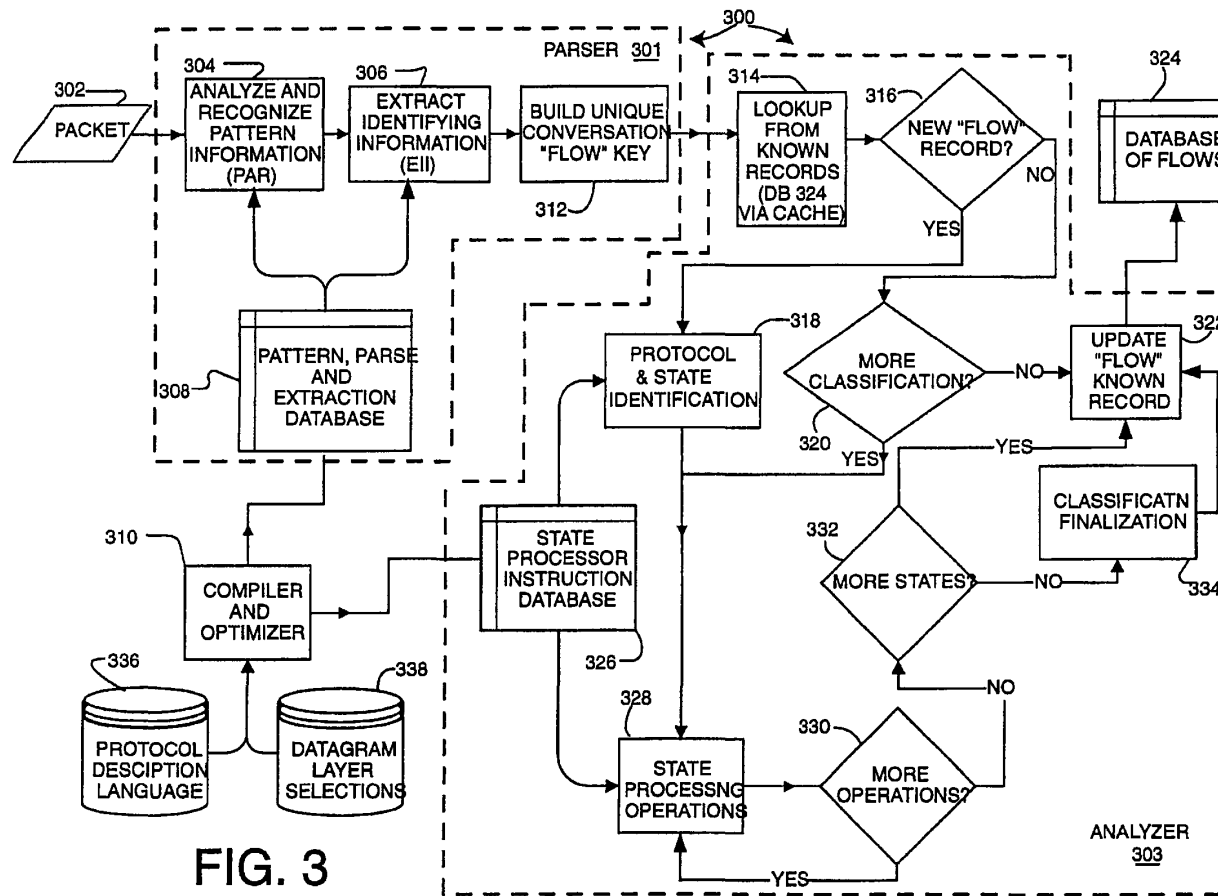 300
PARSER 301
302
PACKET
304
ANALYZE AND
RECOGNIZE
PATTERN
INFORMATION
(PAR)
306
EXTRACT
IDENTIFYING
INFORMATION
(EII)
BUILD UNIQUE
CONVERSATION
"FLOW" KEY
312
314
LOOKUP
FROM
KNOWN
RECORDS
(DB 324
VIA CACHE)
316
NEW "FLOW"
RECORD?
NO
YES
324
DATABASE
OF FLOWS
308
PATTERN, PARSE
AND
EXTRACTION
DATABASE
318
PROTOCOL
& STATE
IDENTIFICATION
MORE
CLASSIFICATION?
320
NO
YES
322
UPDATE
"FLOW"
KNOWN
RECORD
YES
310
COMPILER
AND
OPTIMIZER
STATE
PROCESSOR
INSTRUCTION
DATABASE
326
332
MORE STATES?
NO
CLASSIFICATN
FINALIZATION
334
336
PROTOCOL
DESCIPTION
LANGUAGE
338
DATAGRAM
LAYER
SELECTIONS
328
STATE
PROCESSNG
OPERATIONS
330
MORE
OPERATIONS?
NO
YES
ANALYZER
303
FIG. 3